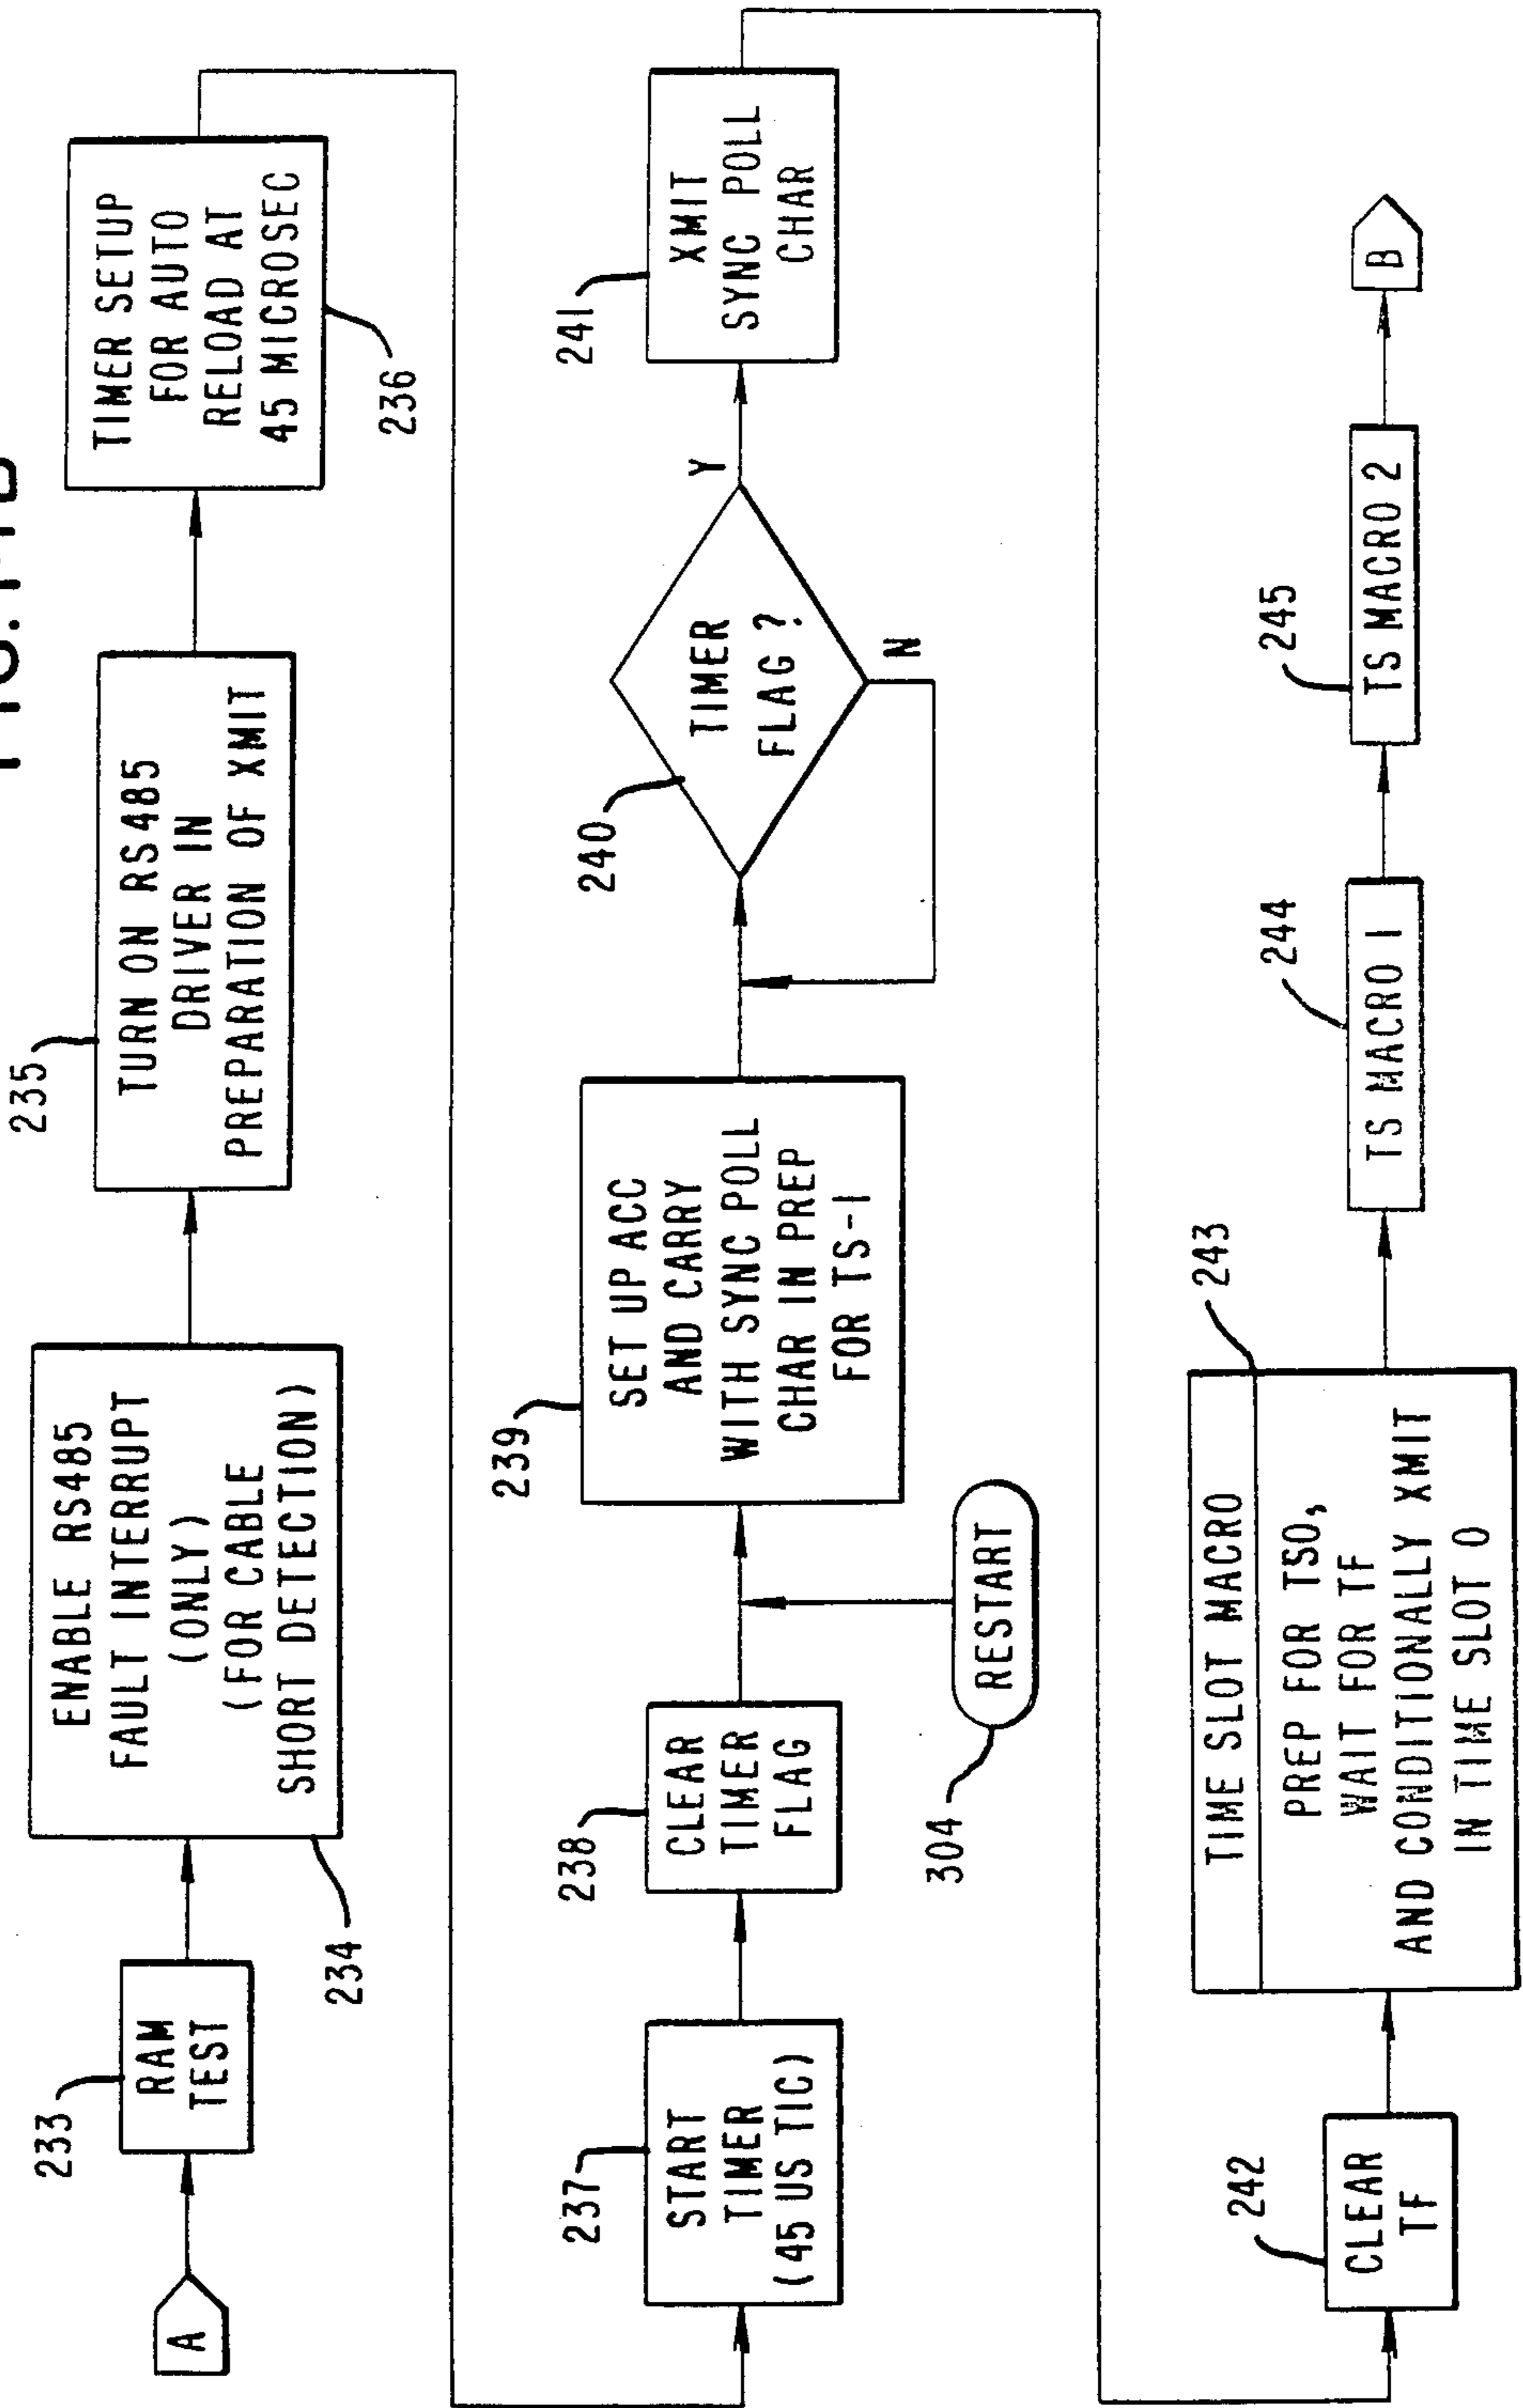 A
233
RAM
TEST
ENABLE RS485
FAULT INTERRUPT
(ONLY)
(FOR CABLE
SHORT DETECTION)
234
235
TURN ON RS485
DRIVER IN
PREPARATION OF XMIT
TIMER SETUP
FOR AUTO
RELOAD AT
45 MICROSEC
236
237
START
TIMER
(45 US TIC)
238
CLEAR
TIMER
FLAG
304
RESTART
239
SET UP ACC
AND CARRY
WITH SYNC POLL
CHAR IN PREP
FOR TS-1
240
TIMER
FLAG ?
Y
N
241
XMIT
SYNC POLL
CHAR
242
CLEAR
TF
243
TIME SLOT MACRO
PREP FOR TS0,
WAIT FOR TF
AND CONDITIONALLY XMIT
IN TIME SLOT 0
244
TS MACRO 1
245
TS MACRO 2
B